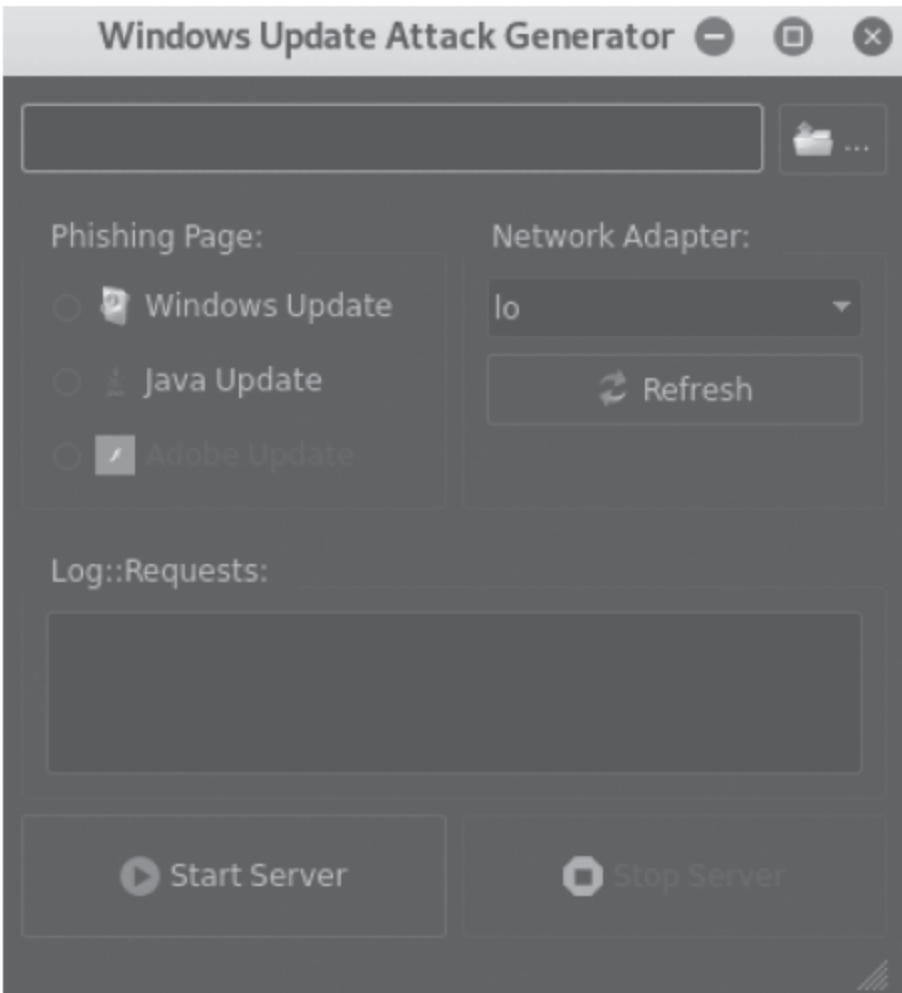 Windows Update Attack Generator
...
Phishing Page:
Windows Update
Java Update
Adobe Update
Network Adapter:
lo
Refresh
Log::Requests:
Start Server
Stop Server